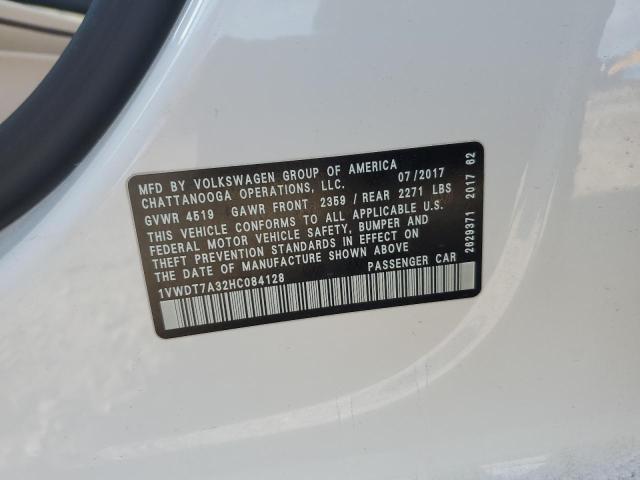 MFD BY VOLKSWAGEN GROUP OF AMERICA
CHATTANOOGA OPERATIONS, LLC. 07/2017
GVWR 4519 GAWR FRONT 2359 / REAR 2271 LBS
THIS VEHICLE CONFORMS TO ALL APPLICABLE U.S.
FEDERAL MOTOR VEHICLE SAFETY, BUMPER AND
THEFT PREVENTION STANDARDS IN EFFECT ON
THE DATE OF MANUFACTURE SHOWN ABOVE
1VWDT7A32HC084128 PASSENGER CAR
2629371 2017 62